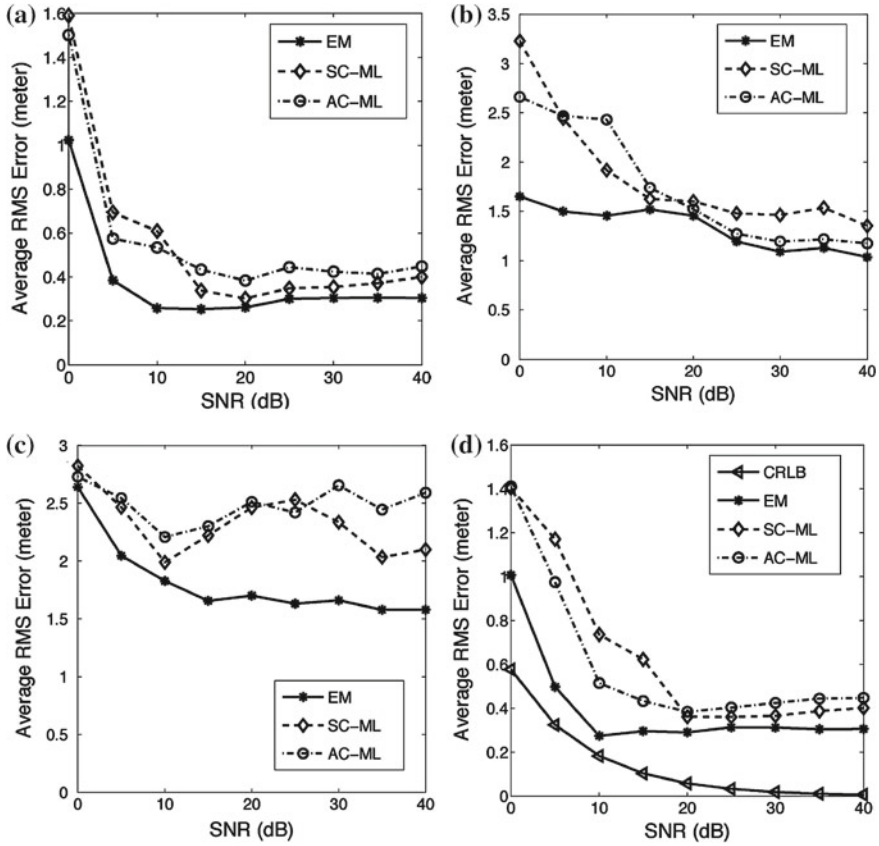 (a)
1.6
1.4
1.2
1
0.8
0.6
0.4
0.2
0
Average RMS Error (meter)
EM
SC-ML
AC-ML
0
10
20
30
40
SNR (dB)
(b)
3.5
3
2.5
2
1.5
1
0.5
0
Average RMS Error (meter)
EM
SC-ML
AC-ML
0
10
20
30
40
SNR (dB)
(c)
3
2.5
2
1.5
1
0.5
0
Average RMS Error (meter)
EM
SC-ML
AC-ML
0
10
20
30
40
SNR (dB)
(d)
1.6
1.4
1.2
1
0.8
0.6
0.4
0.2
0
Average RMS Error (meter)
CRLB
EM
SC-ML
AC-ML
0
10
20
30
40
SNR (dB)